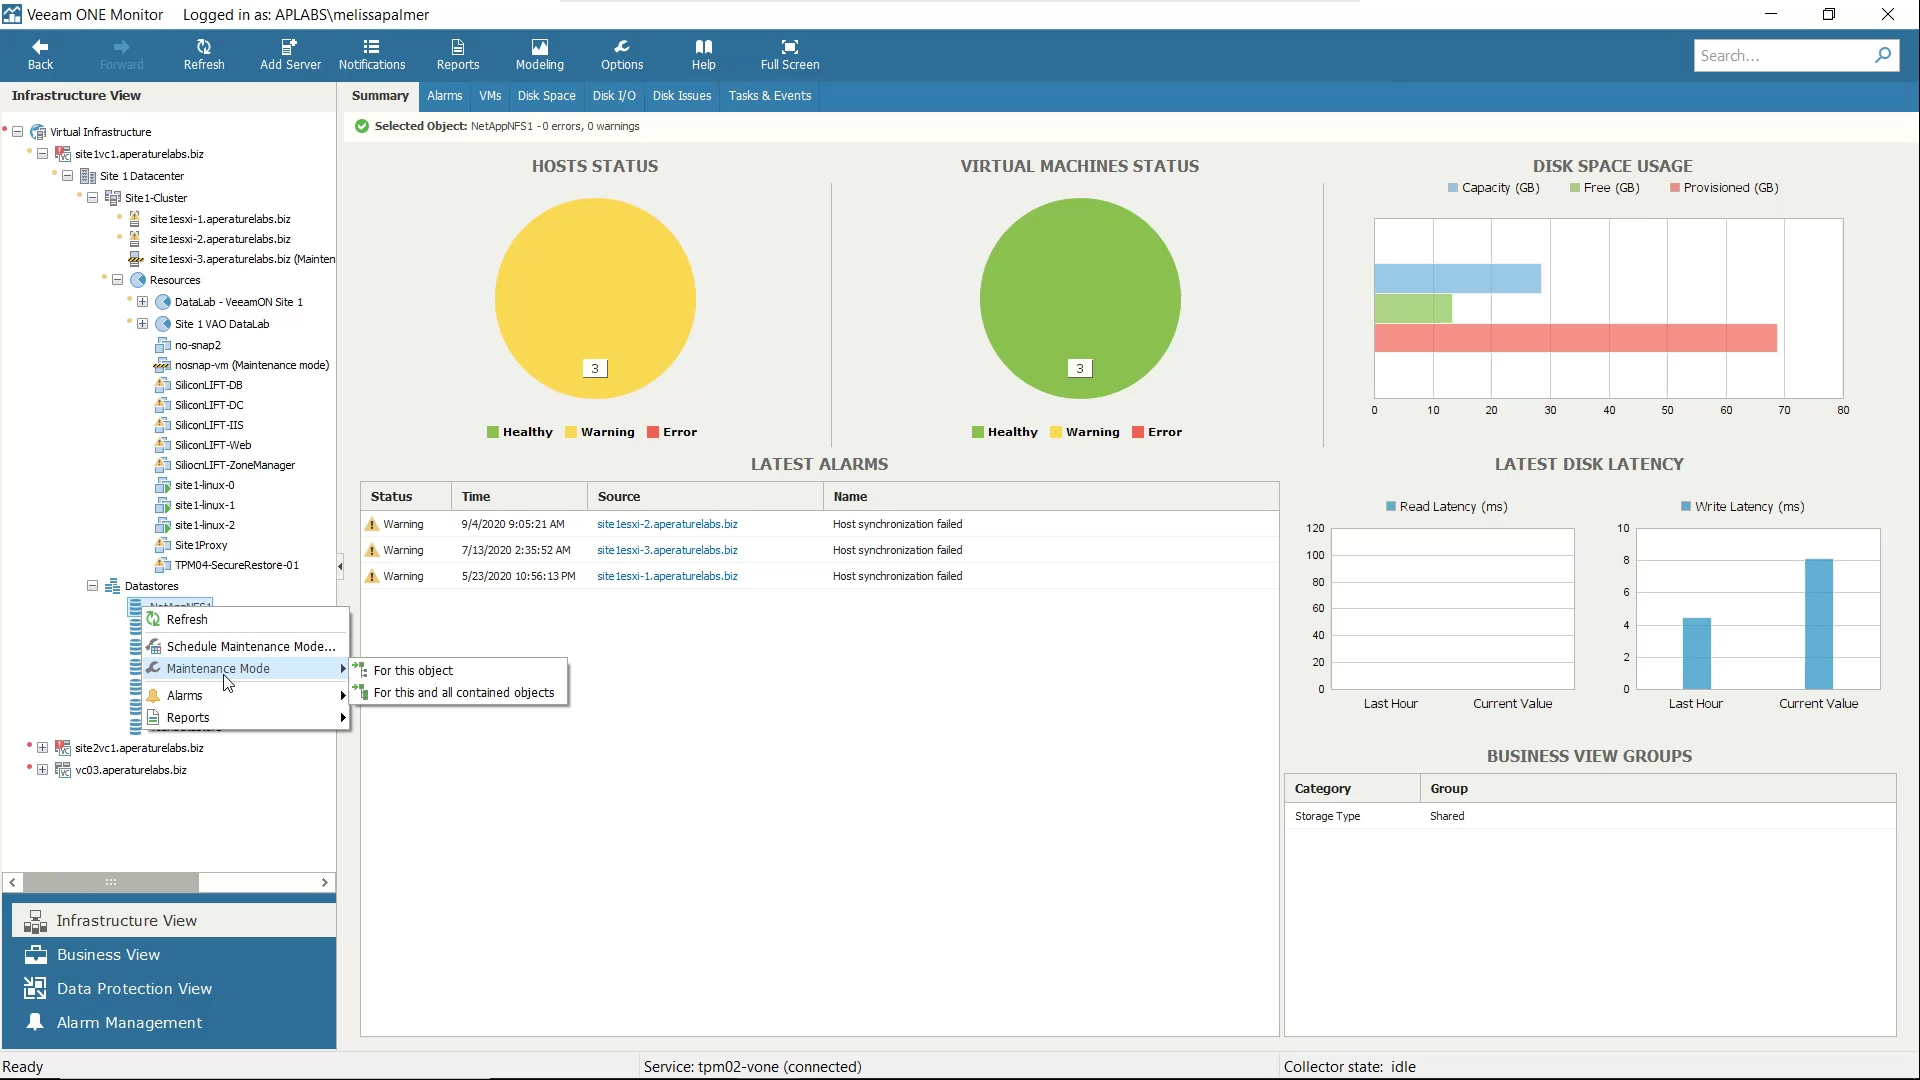 Veeam ONE Monitor Logged in as: APLABS\melissapalmer
Back Forward Refresh Add Server Notifications Reports Modeling Options Help Full Screen Search...
Infrastructure View
Summary Alarms VMs Disk Space Disk I/O Disk Issues Tasks & Events
Selected Object: NetAppNFS1 -0 errors, 0 warnings
Virtual Infrastructure
site1vc1.aperaturelabs.biz
Site 1 Datacenter
Site1-Cluster
site1esxi-1.aperaturelabs.biz
site1esxi-2.aperaturelabs.biz
site1esxi-3.aperaturelabs.biz (Mainten
Resources
DataLab - VeeamON Site 1
Site 1 VAO DataLab
no-snap2
nosnap-vm (Maintenance mode)
SiliconLIFT-DB
SiliconLIFT-DC
SiliconLIFT-IIS
SiliconLIFT-Web
SiliocnLIFT-ZoneManager
site1-linux-0
site1-linux-1
site1-linux-2
Site1Proxy
TPM04-SecureRestore-01
Datastores
NetAppNFS1
Refresh
Schedule Maintenance Mode...
Maintenance Mode
Alarms
Reports
For this object
For this and all contained objects
site2vc1.aperaturelabs.biz
vc03.aperaturelabs.biz
Infrastructure View
Business View
Data Protection View
Alarm Management
HOSTS STATUS
3
Healthy Warning Error
VIRTUAL MACHINES STATUS
3
Healthy Warning Error
DISK SPACE USAGE
Capacity (GB) Free (GB) Provisioned (GB)
0 10 20 30 40 50 60 70 80
LATEST ALARMS
Status Time Source Name
Warning 9/4/2020 9:05:21 AM site1esxi-2.aperaturelabs.biz Host synchronization failed
Warning 7/13/2020 2:35:52 AM site1esxi-3.aperaturelabs.biz Host synchronization failed
Warning 5/23/2020 10:56:13 PM site1esxi-1.aperaturelabs.biz Host synchronization failed
LATEST DISK LATENCY
Read Latency (ms)
120
100
80
60
40
20
0
Last Hour Current Value
Write Latency (ms)
10
8
6
4
2
0
Last Hour Current Value
BUSINESS VIEW GROUPS
Category Group
Storage Type Shared
Ready Service: tpm02-vone (connected) Collector state: idle